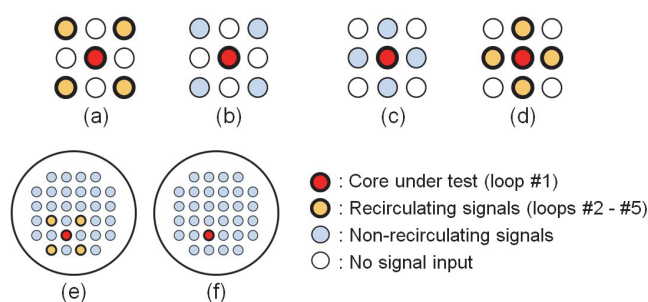 (a) (b) (c) (d)
(e) (f)
: Core under test (loop #1)
: Recirculating signals (loops #2 - #5)
: Non-recirculating signals
: No signal input